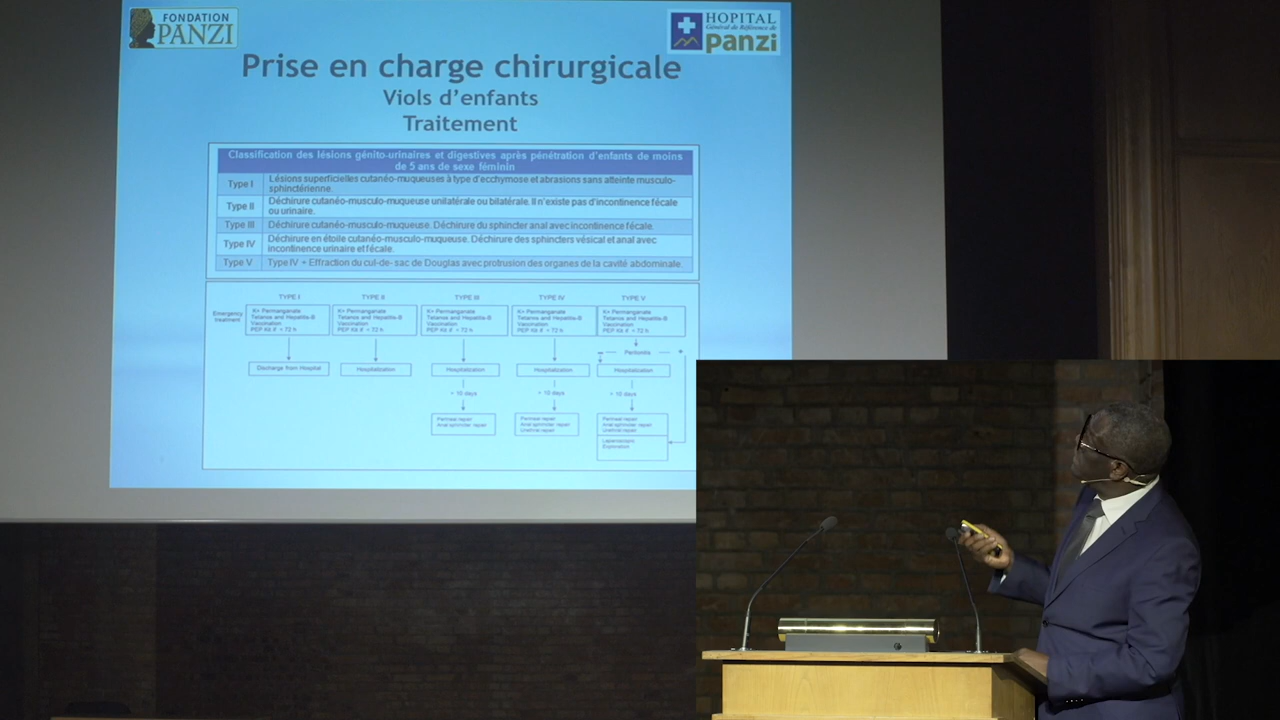 FONDATION
PANZI
HOPITAL
Général de Référence de
panzi
Prise en charge chirurgicale
Viols d'enfants
Traitement
Classification des lésions génito-urinaires et digestives après pénétration d'enfants de moins
de 5 ans de sexe féminin
Type I
Lésions superficielles cutanéo-muqueuses à type d'ecchymose et abrasions sans atteinte musculo-
sphinctérienne.
Type II
Déchirure cutanéo-musculo-muqueuse unilatérale ou bilatérale. Il n'existe pas d'incontinence fécale
ou urinaire.
Type III
Déchirure cutanéo-musculo-muqueuse. Déchirure du sphincter anal avec incontinence fécale.
Type IV
Déchirure en étoile cutanéo-musculo-muqueuse. Déchirure des sphincters vésical et anal avec
incontinence urinaire et fécale.
Type V
Type IV + Effraction du cul-de- sac de Douglas avec protrusion des organes de la cavité abdominale.
TYPE I
TYPE II
TYPE III
TYPE IV
TYPE V
Emergency
treatment
K+ Permanganate
Tetanos and Hepatitis-B
Vaccination
PEP Kit if < 72 h
K+ Permanganate
Tetanos and Hepatitis-B
Vaccination
PEP Kit if < 72 h
K+ Permanganate
Tetanos and Hepatitis-B
Vaccination
PEP Kit if < 72 h
K+ Permanganate
Tetanos and Hepatitis-B
Vaccination
PEP Kit if < 72 h
K+ Permanganate
Tetanos and Hepatitis-B
Vaccination
PEP Kit if < 72 h
– Peritonitis +
Discharge from Hospital
Hospitalization
Hospitalization
Hospitalization
Hospitalization
10 days
10 days
10 days
Perineal repair
Anal sphincter repair
Perineal repair
Anal sphincter repair
Urethral repair
Perineal repair
Anal sphincter repair
Urethral repair
Exploration